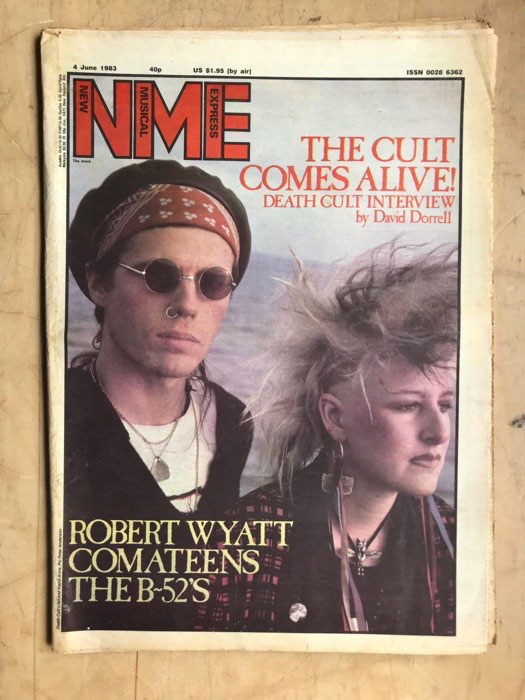 4 June 1983 40p US $1.95 (by air) ISSN 0028 6362
NEW
MUSICAL
EXPRESS
NME
THE CULT
COMES ALIVE!
DEATH CULT INTERVIEW
by David Dorrell
ROBERT WYATT
COMATEENS
THE B-52'S